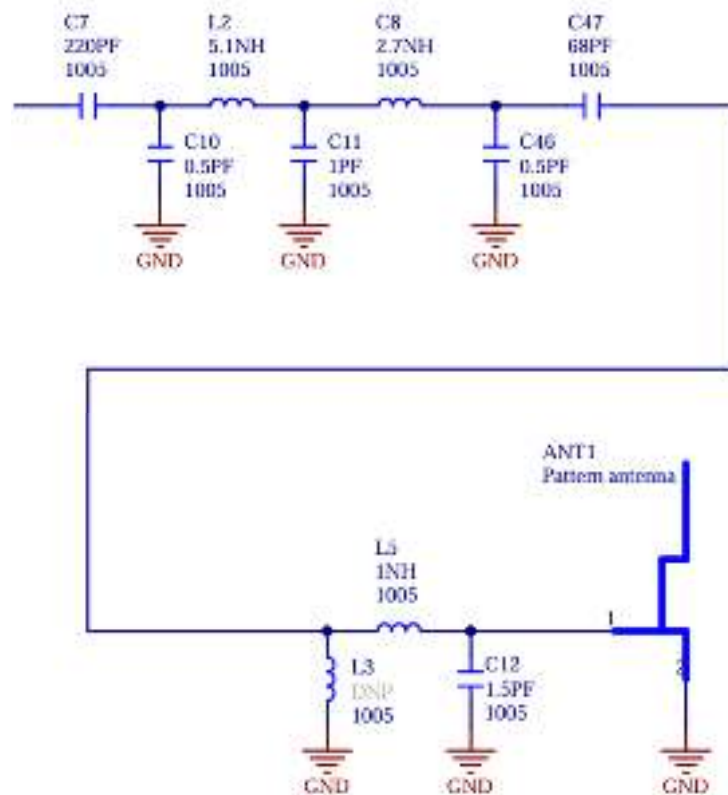 C7
220PF
1005
L2
5.1NH
1005
C8
2.7NH
1005
C47
68PF
1005
C10
0.5PF
1005
C11
1PF
1005
C46
0.5PF
1005
GND
GND
GND
ANT1
Pattern antenna
L5
1NH
1005
1
L3
DNP
1005
C12
1.5PF
1005
2
GND
GND
GND